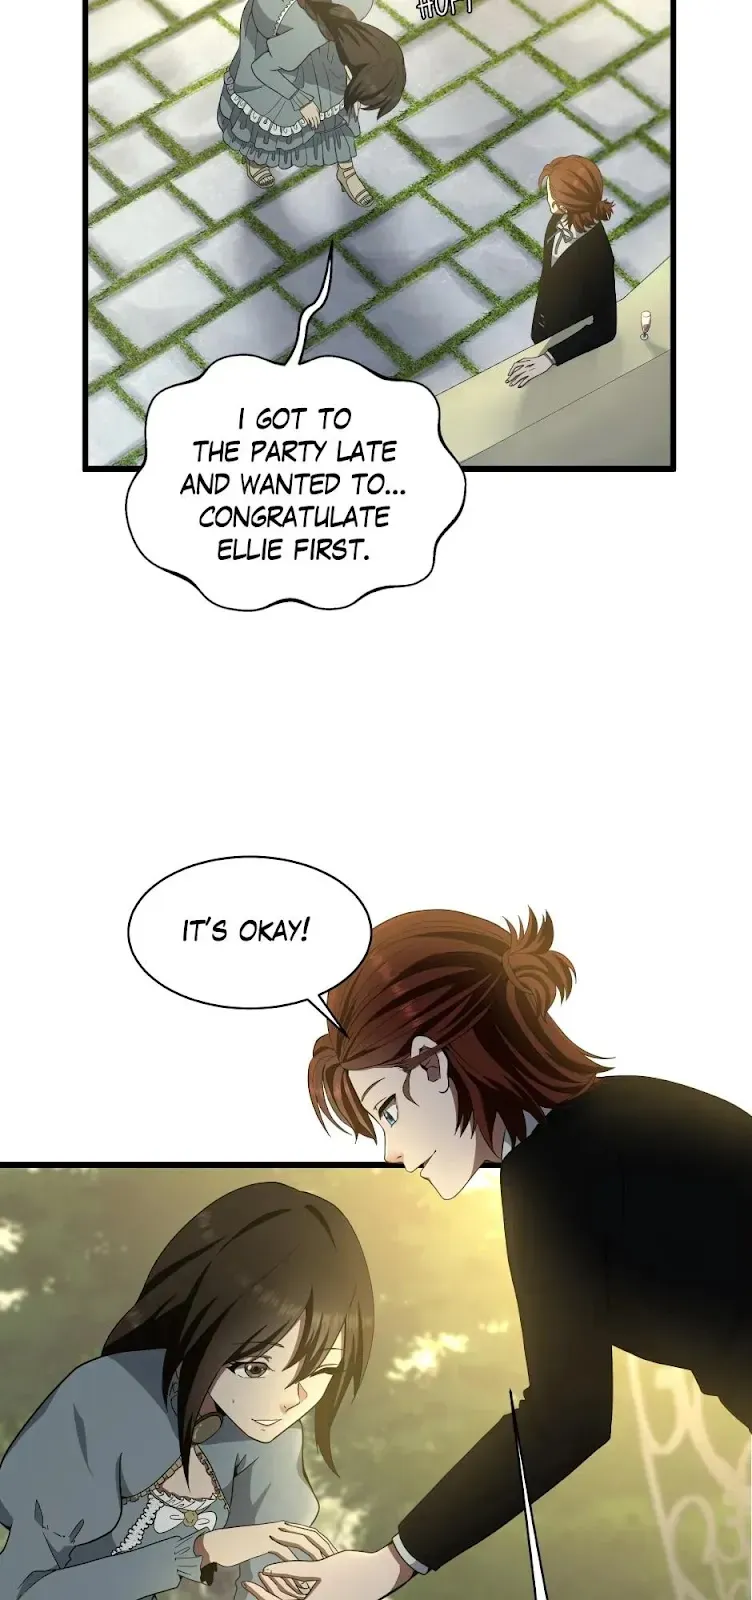 I GOT TO
THE PARTY LATE
AND WANTED TO...
CONGRATULATE
ELLIE FIRST.
IT'S OKAY!